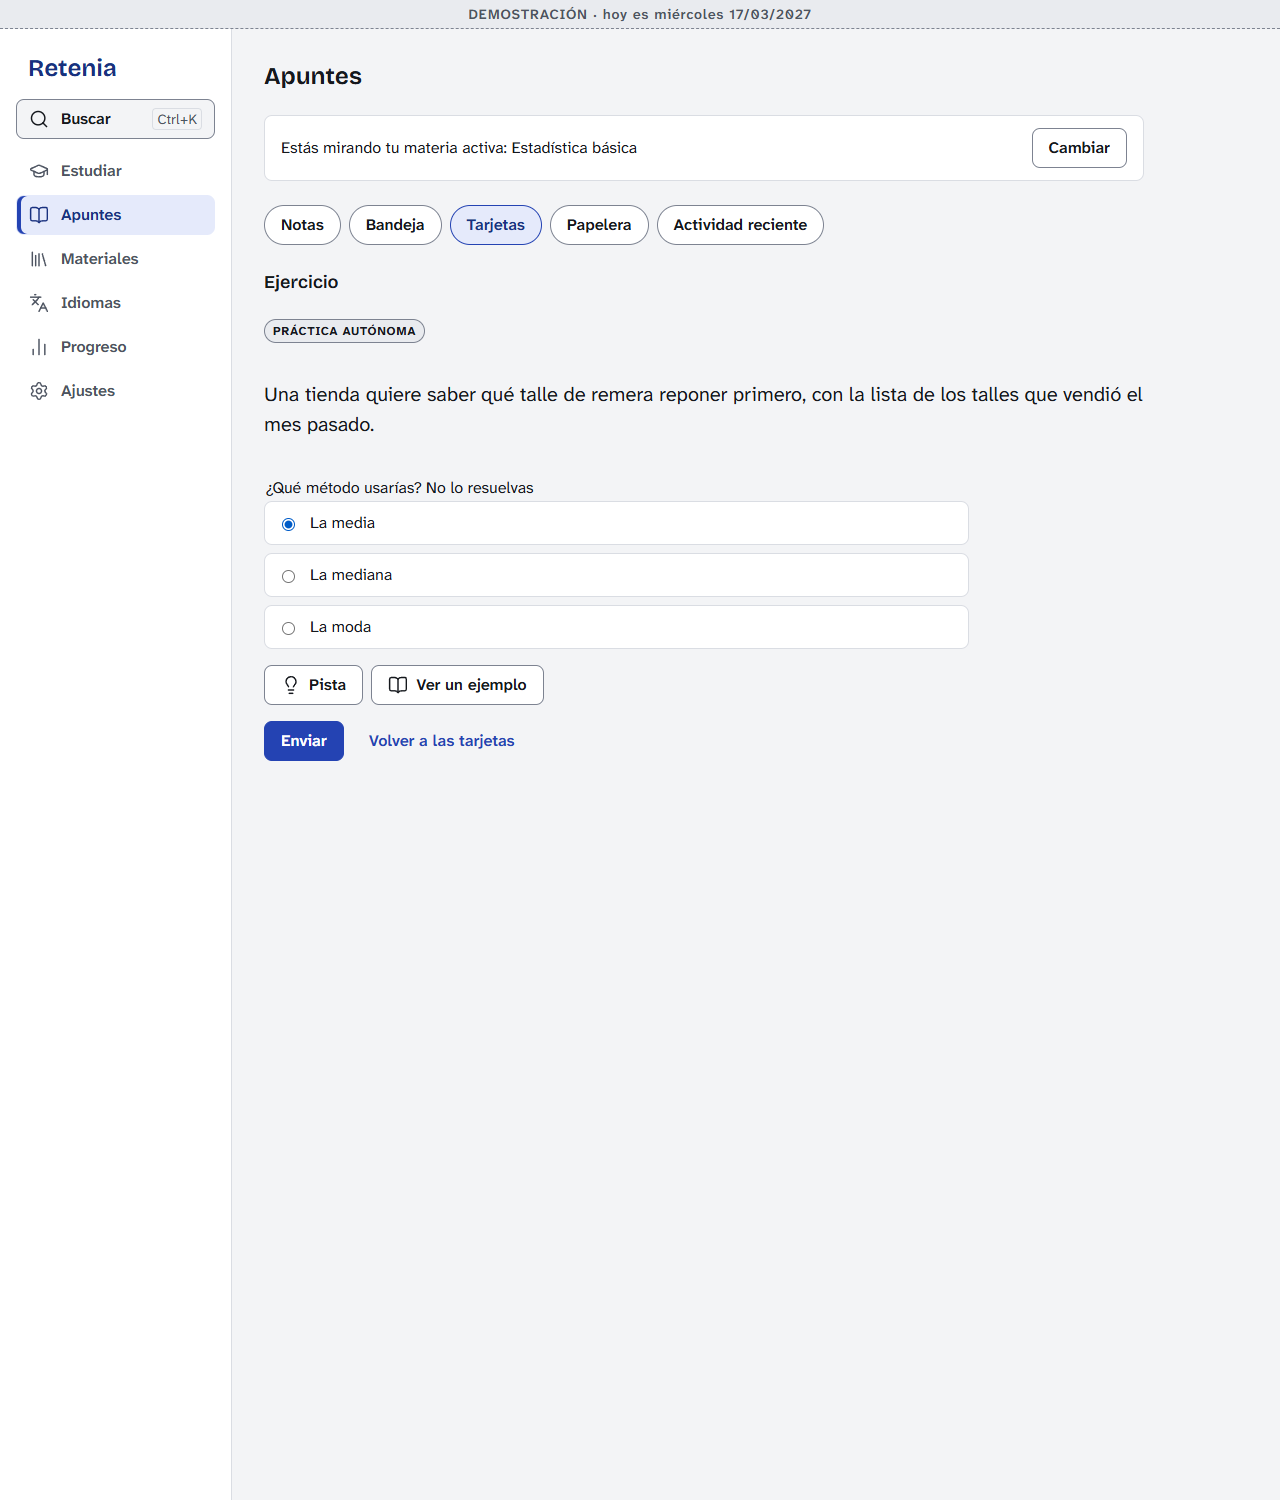 DEMOSTRACIÓN · hoy es miércoles 17/03/2027
Retenia
Buscar Ctrl+K
Estudiar
Apuntes
Materiales
Idiomas
Progreso
Ajustes
Apuntes
Estás mirando tu materia activa: Estadística básica
Cambiar
Notas Bandeja Tarjetas Papelera Actividad reciente
Ejercicio
PRÁCTICA AUTÓNOMA
Una tienda quiere saber qué talle de remera reponer primero, con la lista de los talles que vendió el
mes pasado.
¿Qué método usarías? No lo resuelvas
La media
La mediana
La moda
Pista Ver un ejemplo
Enviar Volver a las tarjetas